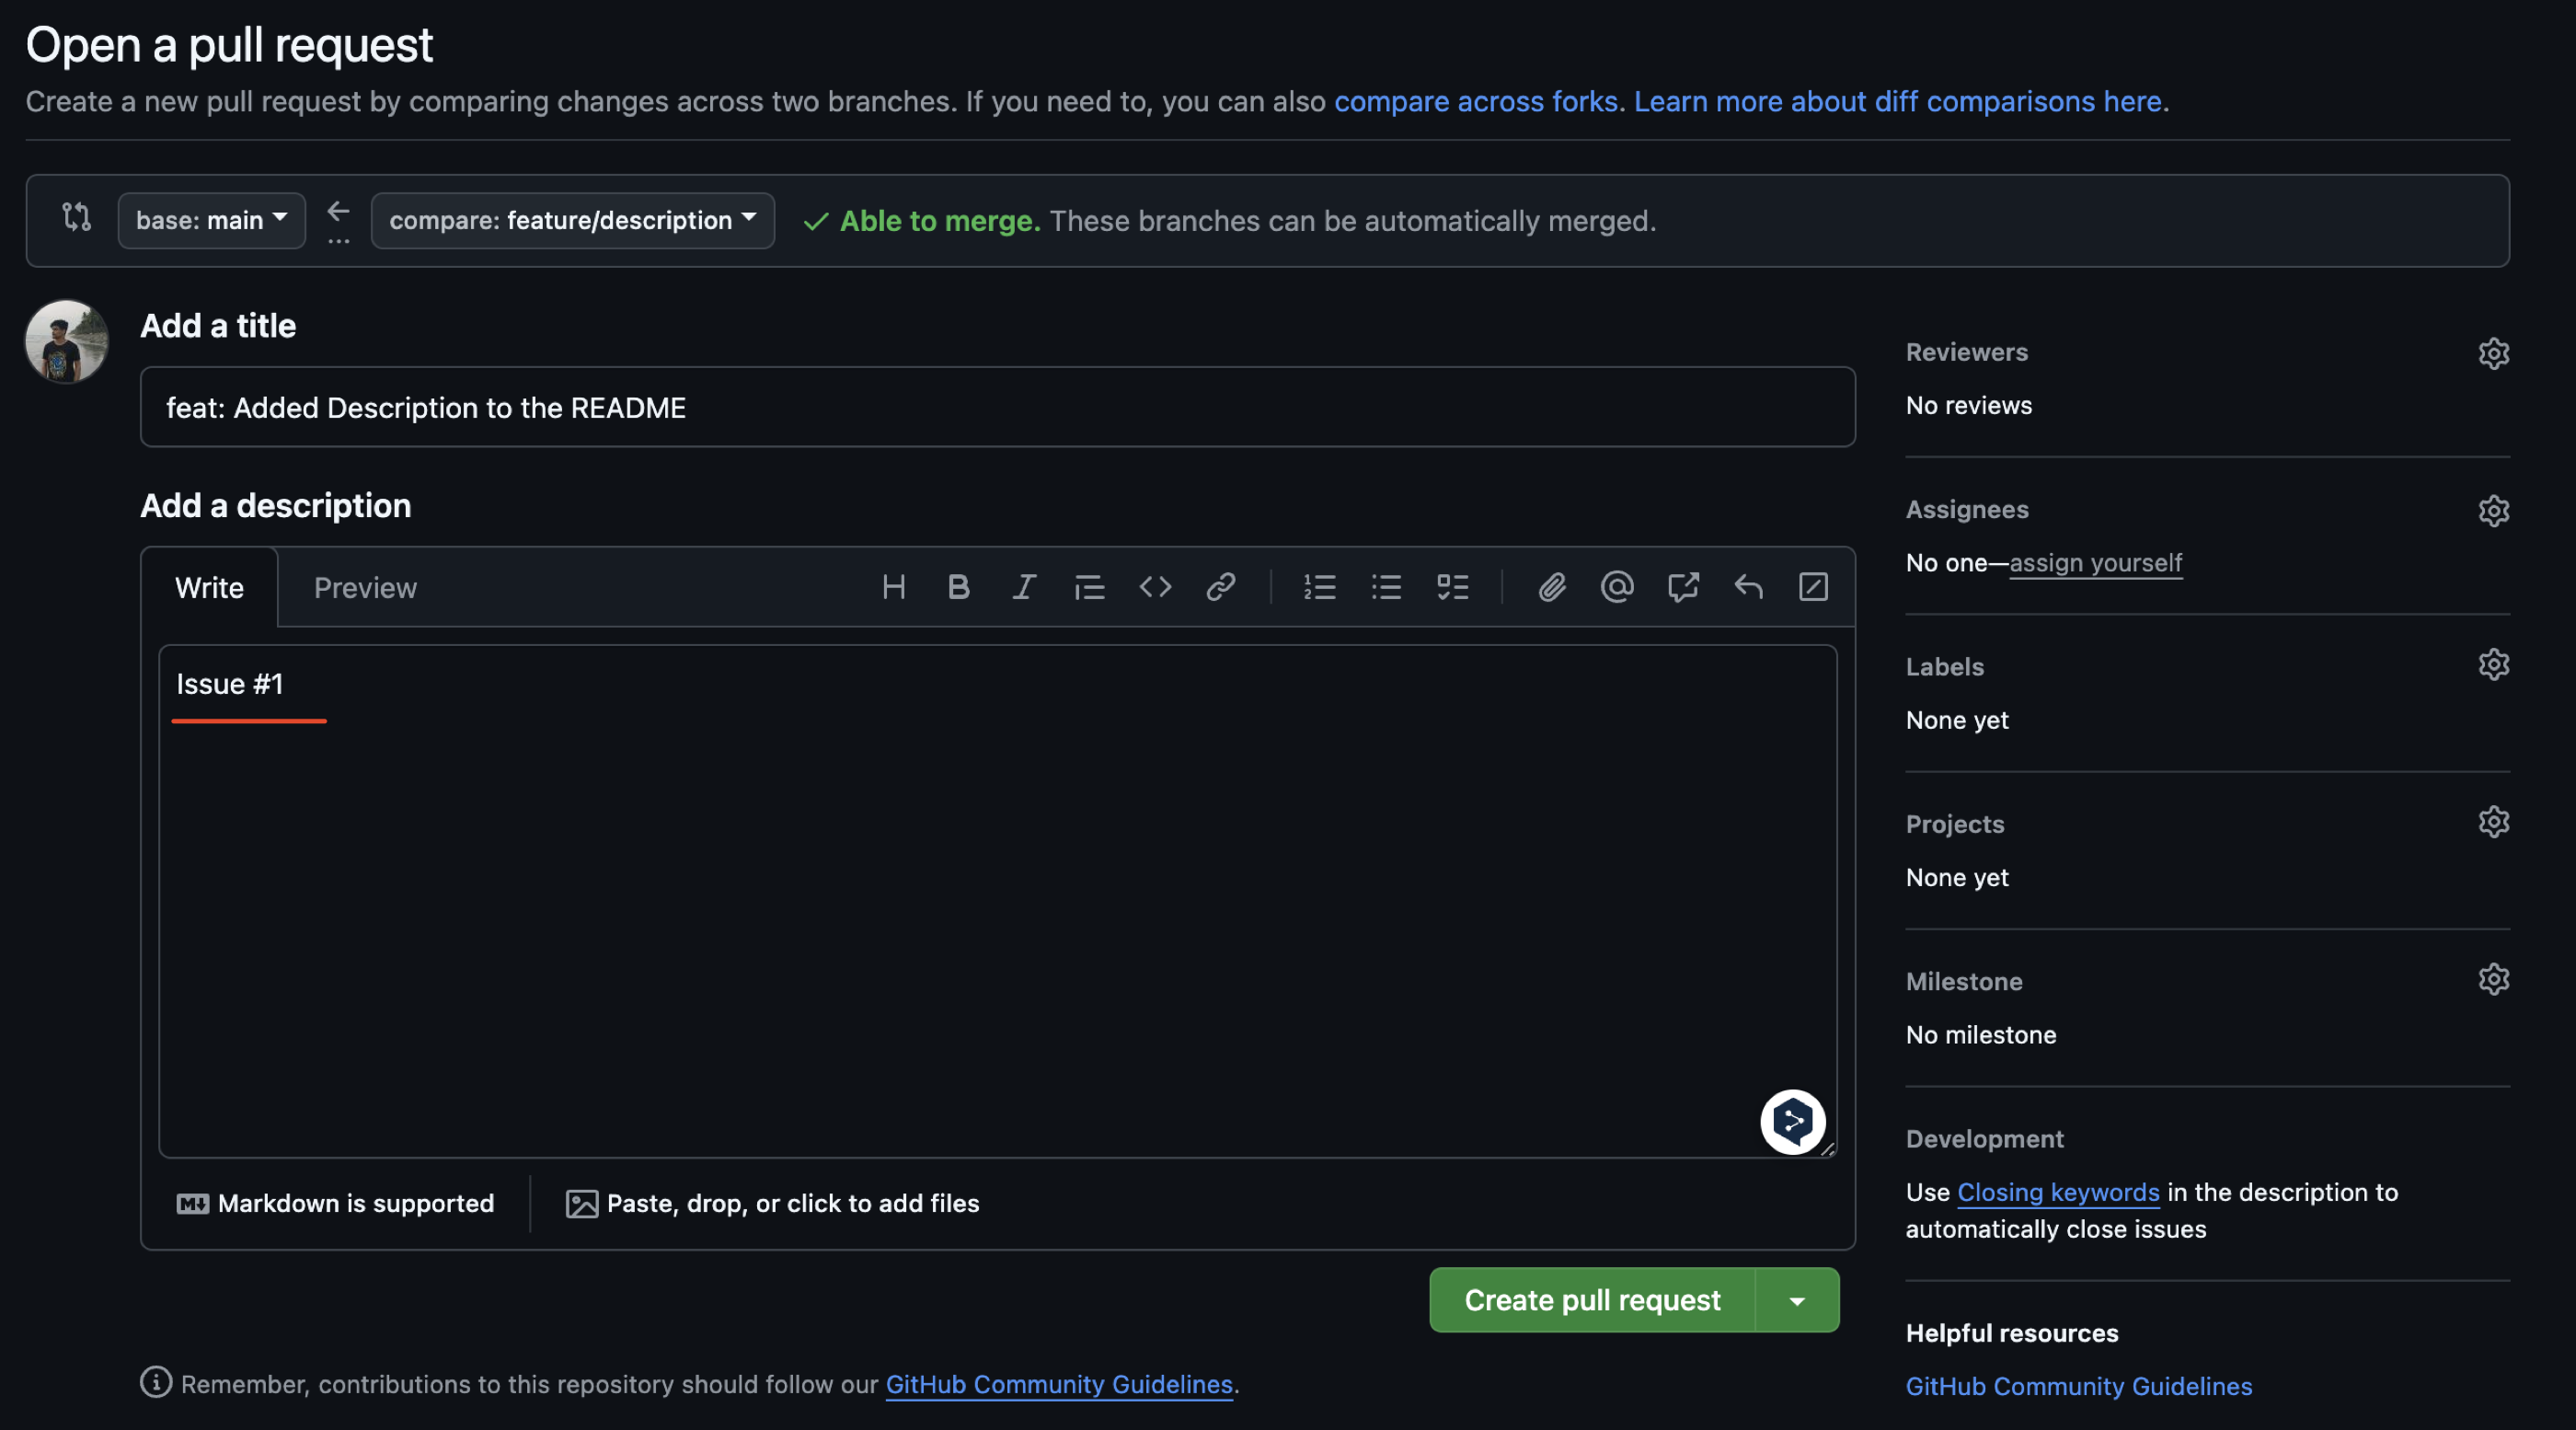 Open a pull request
Create a new pull request by comparing changes across two branches. If you need to, you can also compare across forks. Learn more about diff comparisons here.
base: main
...
compare: feature/description
Able to merge. These branches can be automatically merged.
Add a title
feat: Added Description to the README
Add a description
Write
Preview
Issue #1
Markdown is supported
Paste, drop, or click to add files
Create pull request
Remember, contributions to this repository should follow our GitHub Community Guidelines.
Reviewers
No reviews
Assignees
No one—assign yourself
Labels
None yet
Projects
None yet
Milestone
No milestone
Development
Use Closing keywords in the description to
automatically close issues
Helpful resources
GitHub Community Guidelines